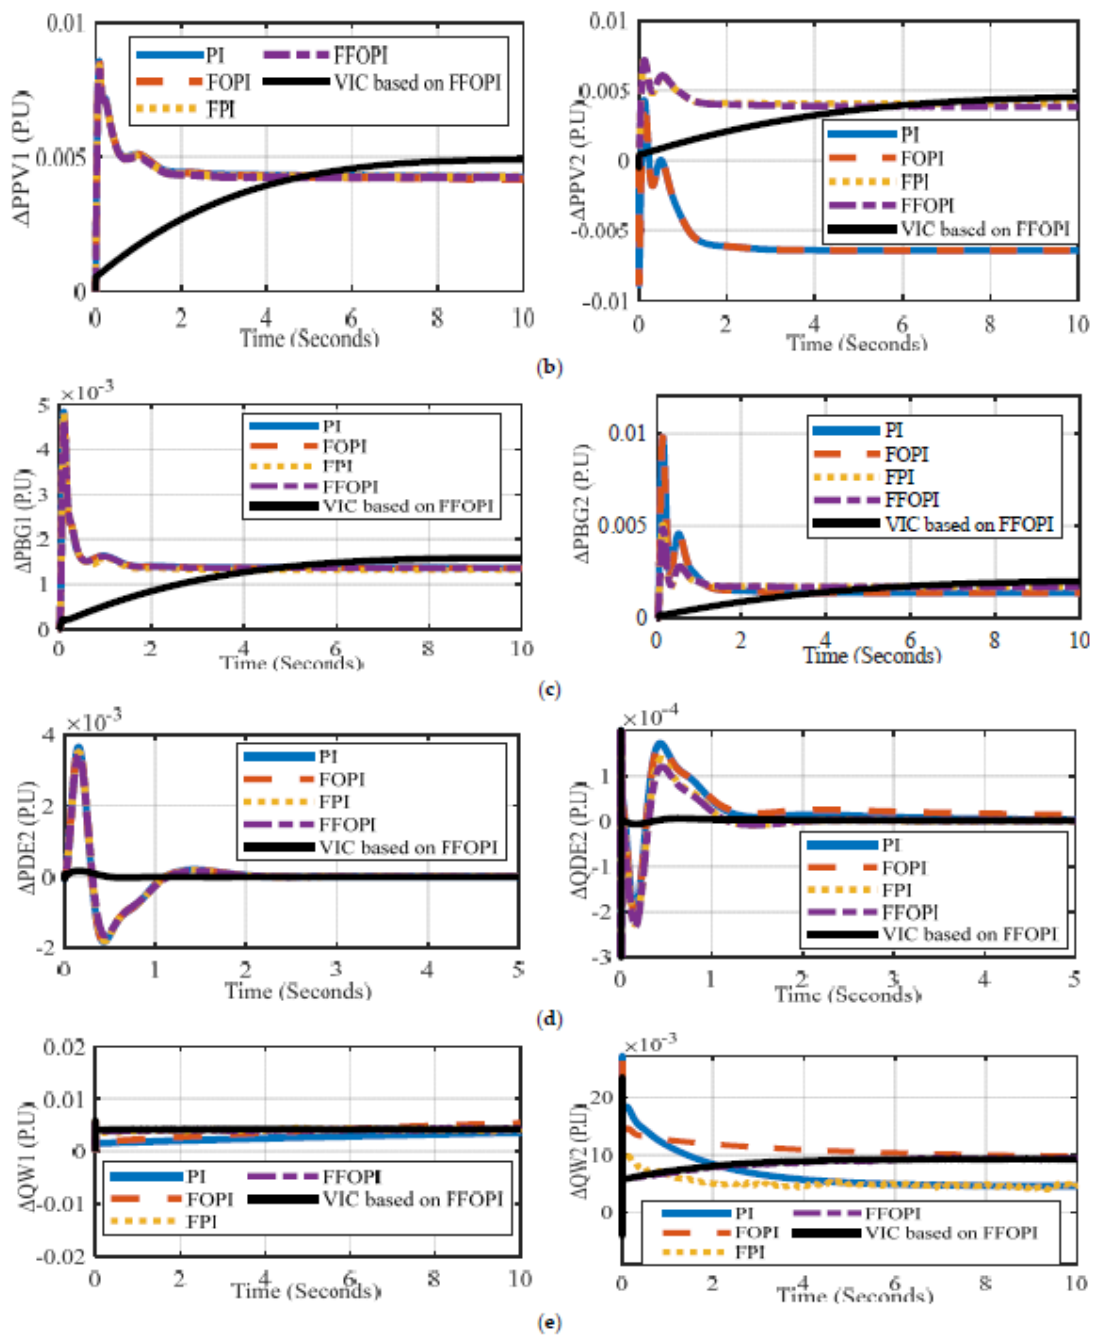 0.01
0.005
0
ΔPPV1 (P.U)
PI
FOPI
FPI
FFOPI
VIC based on FFOPI
0 2 4 6 8 10
Time (Seconds)
0.01
0.005
0
-0.005
-0.01
ΔPPV2 (P.U)
PI
FOPI
FPI
FFOPI
VIC based on FFOPI
0 2 4 6 8 10
Time (Seconds)
(b)
×10⁻³
5
4
3
2
1
0
ΔPBG1 (P.U)
PI
FOPI
FPI
FFOPI
VIC based on FFOPI
0 2 4 6 8 10
Time (Seconds)
0.01
0.005
0
ΔPBG2 (P.U)
PI
FOPI
FPI
FFOPI
VIC based on FFOPI
0 2 4 6 8 10
Time (Seconds)
(c)
×10⁻³
4
2
0
-2
ΔPDE2 (P.U)
PI
FOPI
FPI
FFOPI
VIC based on FFOPI
0 1 2 3 4 5
Time (Seconds)
×10⁻⁴
1
0
-1
-2
-3
ΔQDE2 (P.U)
PI
FOPI
FPI
FFOPI
VIC based on FFOPI
0 1 2 3 4 5
Time (Seconds)
(d)
0.02
0.01
0
-0.01
-0.02
ΔQW1 (P.U)
PI
FOPI
FPI
FFOPI
VIC based on FFOPI
0 2 4 6 8 10
Time (Seconds)
×10⁻³
20
10
0
ΔQW2 (P.U)
PI
FOPI
FPI
FFOPI
VIC based on FFOPI
0 2 4 6 8 10
Time (Seconds)
(e)